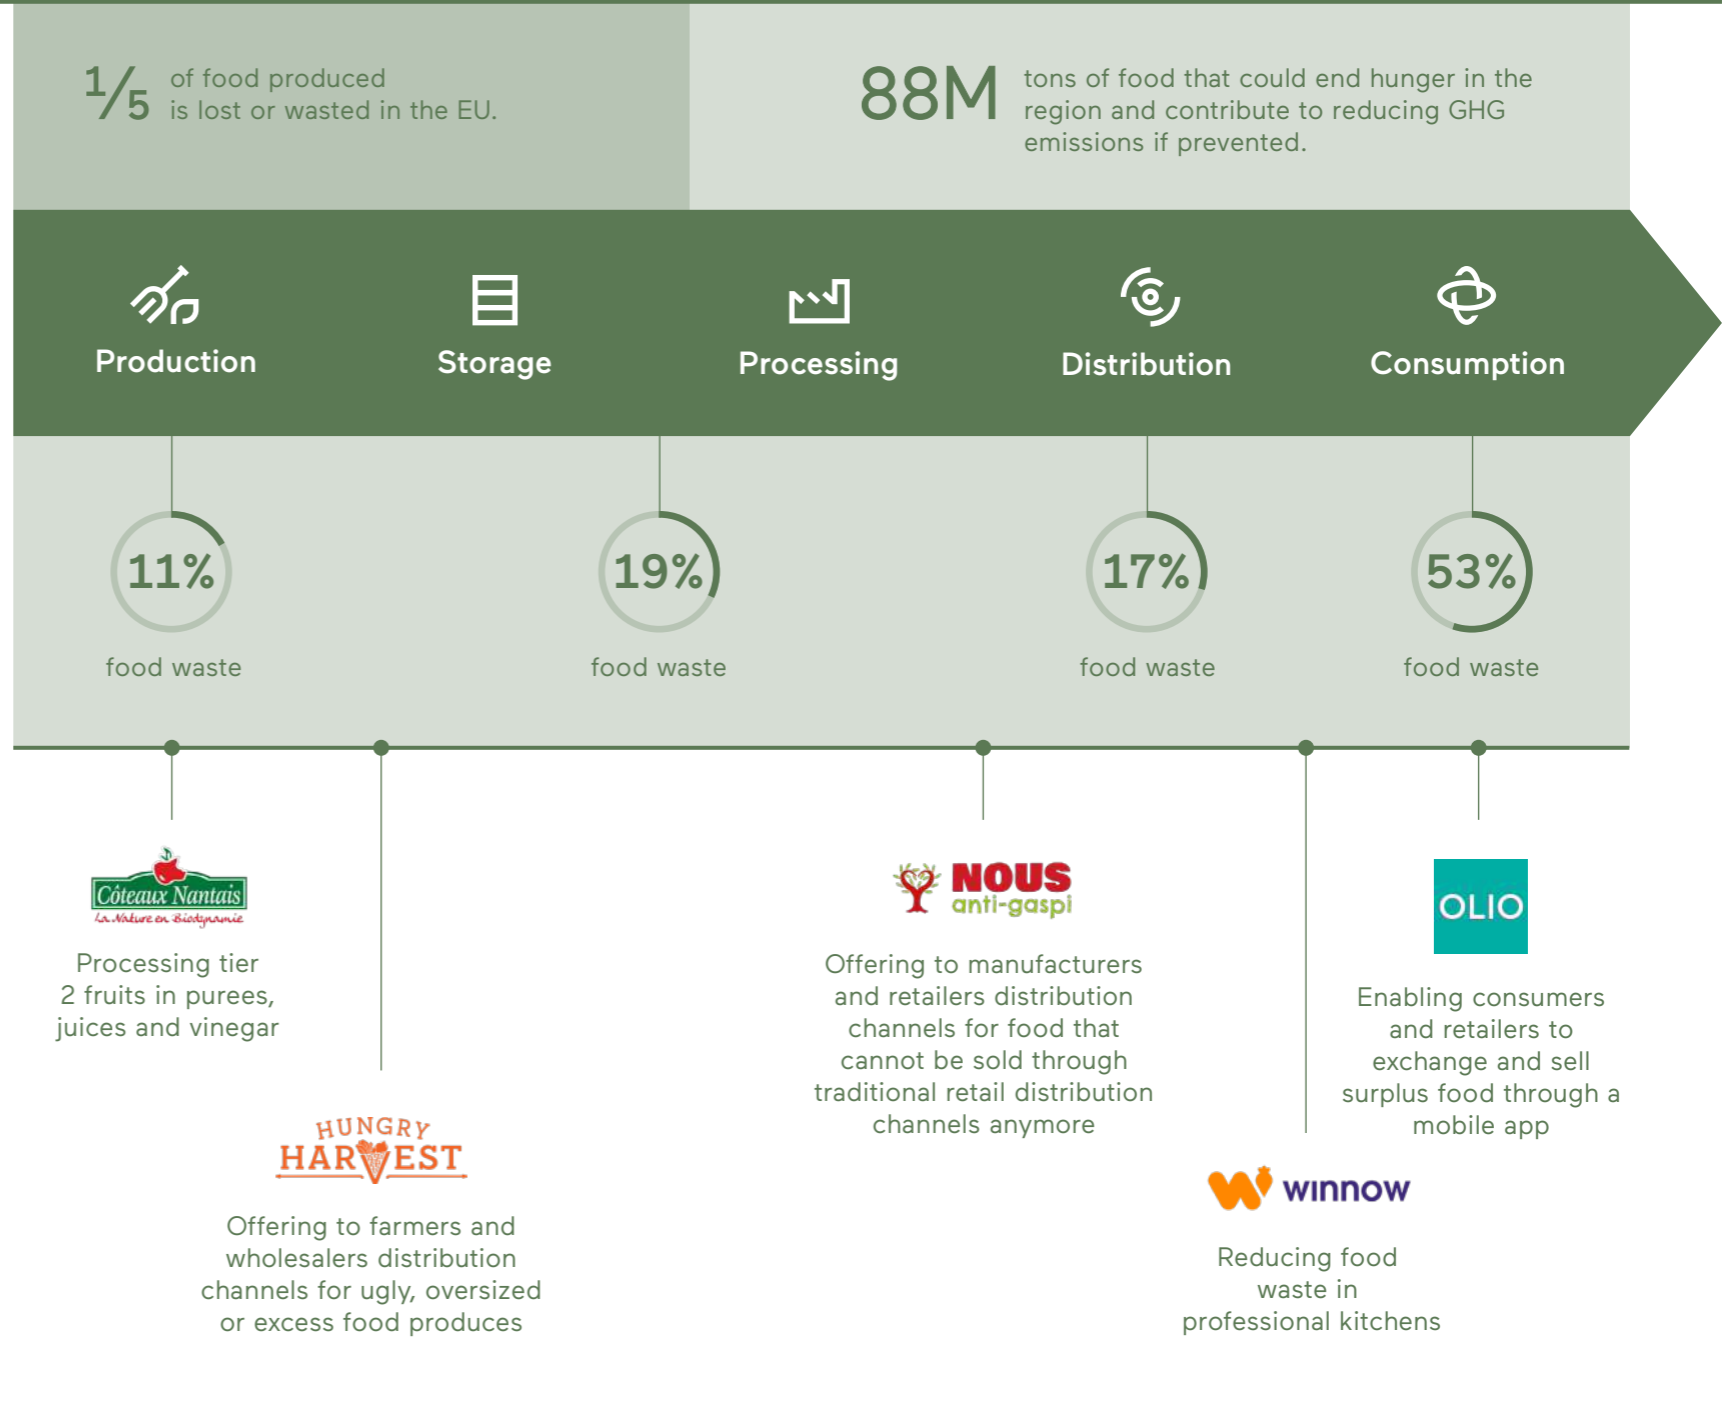 1/5
of food produced
is lost or wasted in the EU.
88M
tons of food that could end hunger in the
region and contribute to reducing GHG
emissions if prevented.
Production
Storage
Processing
Distribution
Consumption
11%
19%
17%
53%
food waste
food waste
food waste
food waste
Côteaux Nantais
La Nature en Biodynamie
Processing tier
2 fruits in purees,
juices and vinegar
HUNGRY
HARVEST
Offering to farmers and
wholesalers distribution
channels for ugly, oversized
or excess food produces
NOUS
anti-gaspi
Offering to manufacturers
and retailers distribution
channels for food that
cannot be sold through
traditional retail distribution
channels anymore
winnow
Reducing food
waste in
professional kitchens
OLIO
Enabling consumers
and retailers to
exchange and sell
surplus food through a
mobile app